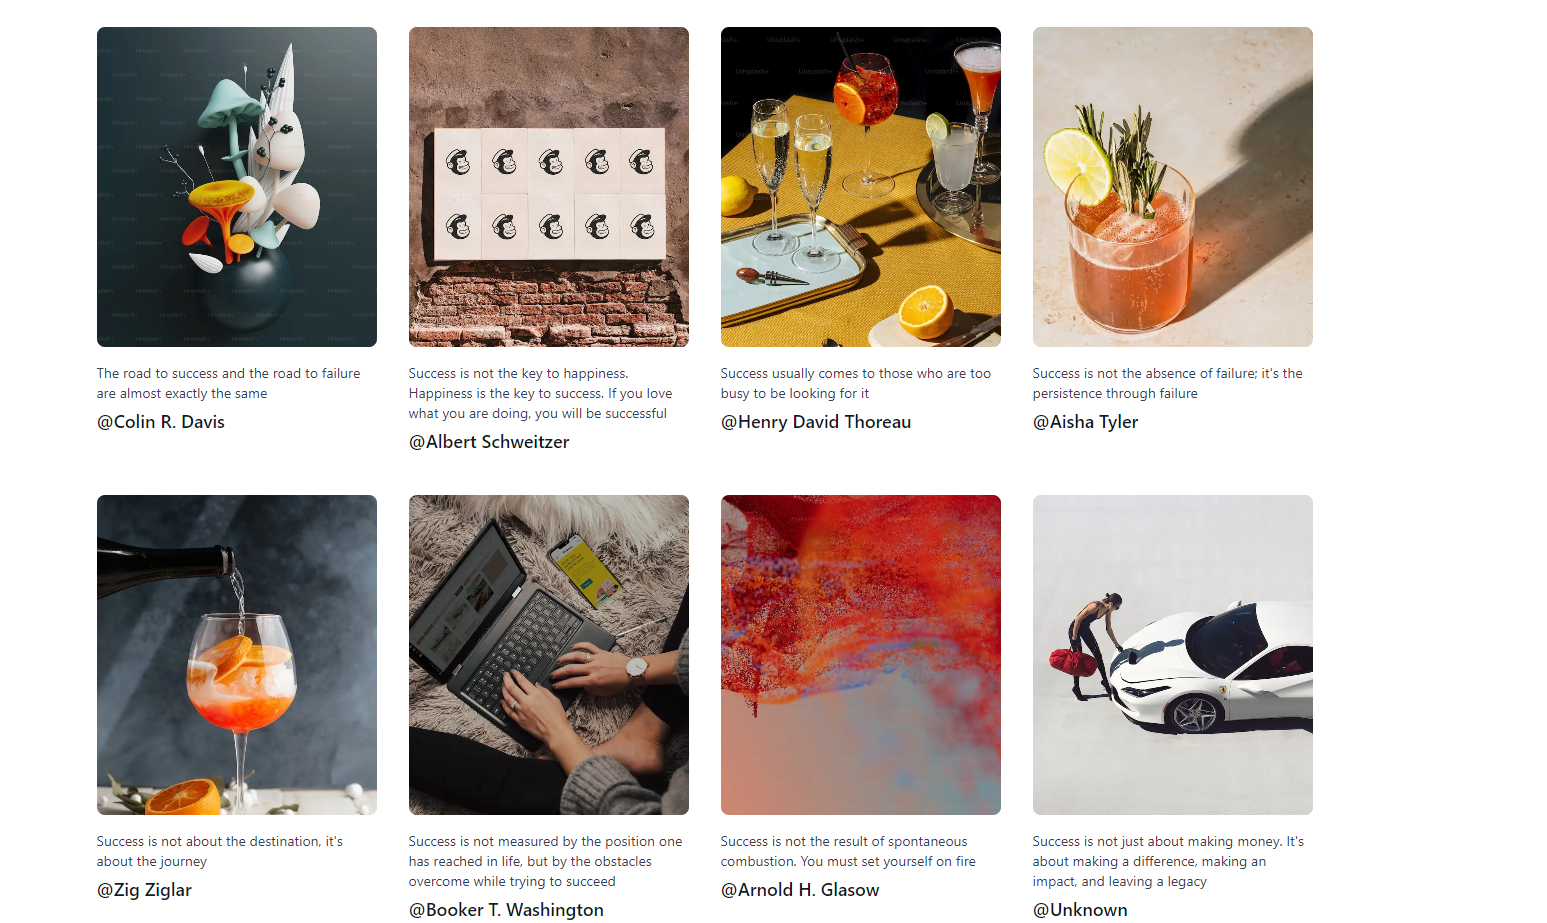 The road to success and the road to failure
are almost exactly the same
@Colin R. Davis
Success is not the key to happiness.
Happiness is the key to success. If you love
what you are doing, you will be successful
@Albert Schweitzer
Success usually comes to those who are too
busy to be looking for it
@Henry David Thoreau
Success is not the absence of failure; it's the
persistence through failure
@Aisha Tyler
Success is not about the destination, it's
about the journey
@Zig Ziglar
Success is not measured by the position one
has reached in life, but by the obstacles
overcome while trying to succeed
@Booker T. Washington
Success is not the result of spontaneous
combustion. You must set yourself on fire
@Arnold H. Glasow
Success is not just about making money. It's
about making a difference, making an
impact, and leaving a legacy
@Unknown